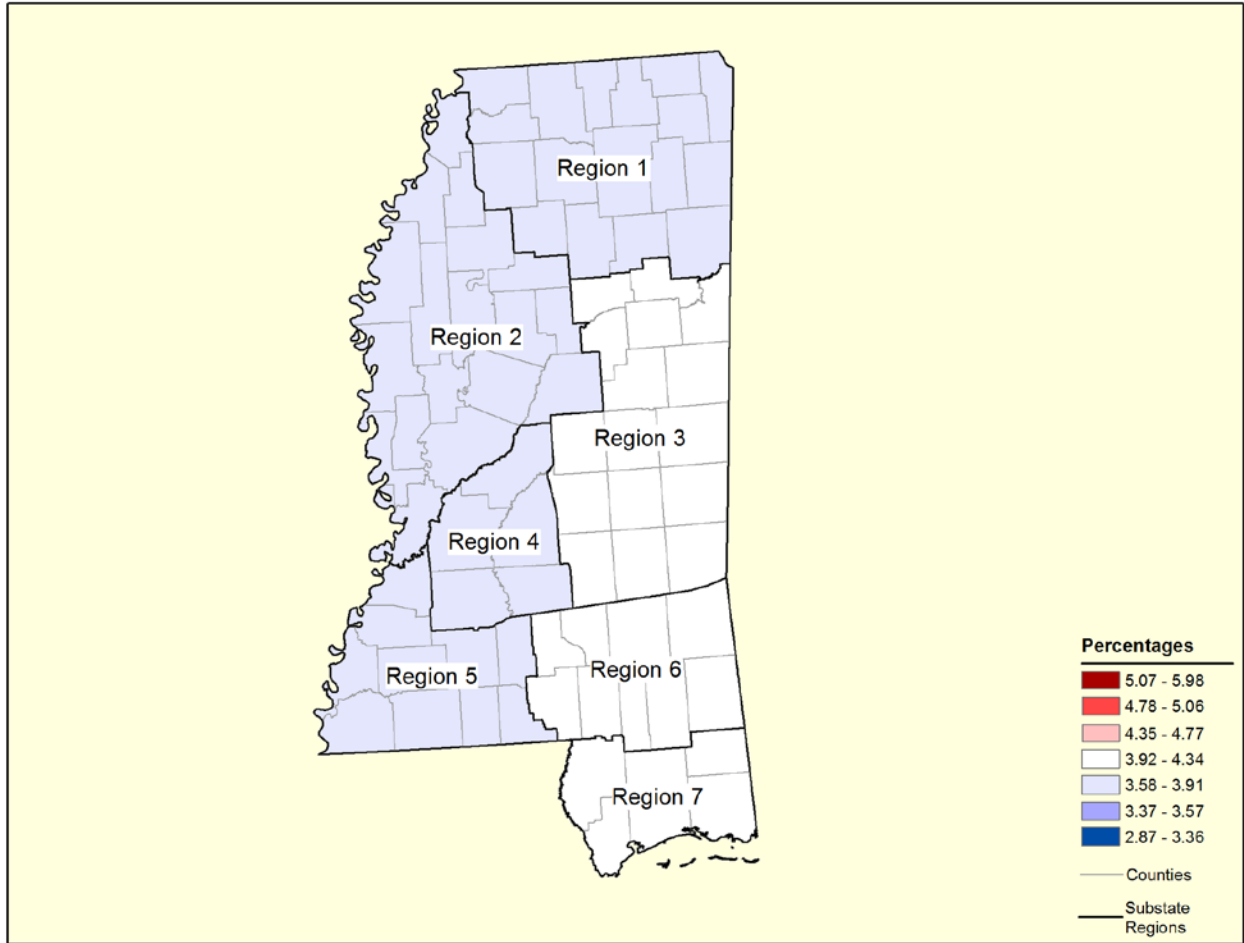 Region 1
Region 2
Region 3
Region 4
Region 5
Region 6
Region 7
Percentages
5.07 - 5.98
4.78 - 5.06
4.35 - 4.77
3.92 - 4.34
3.58 - 3.91
3.37 - 3.57
2.87 - 3.36
Counties
Substate
Regions